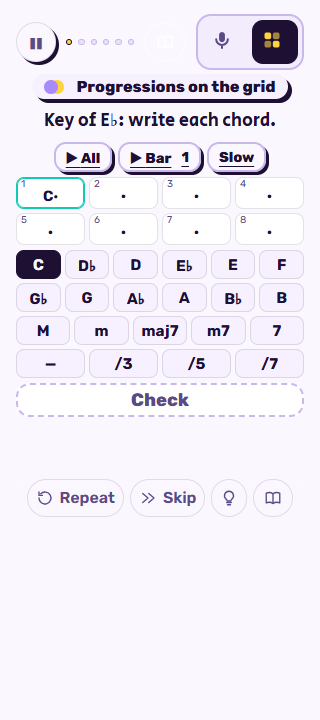 Progressions on the grid
Key of E♭: write each chord.
▶ All ▶ Bar 1 Slow
1 C· 2 · 3 · 4 ·
5 · 6 · 7 · 8 ·
C D♭ D E♭ E F
G♭ G A♭ A B♭ B
M m maj7 m7 7
– /3 /5 /7
Check
Repeat Skip